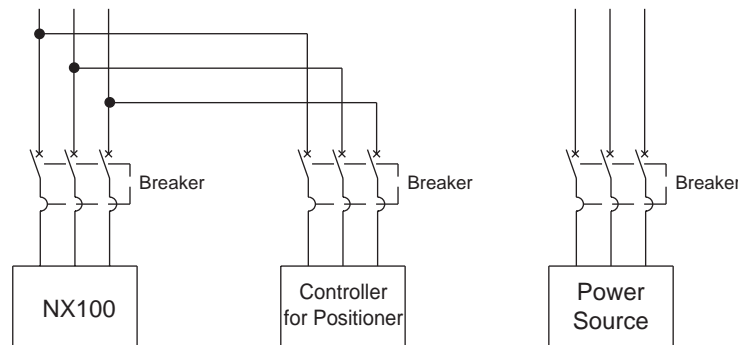 Breaker
Breaker
Breaker
NX100
Controller
for Positioner
Power
Source